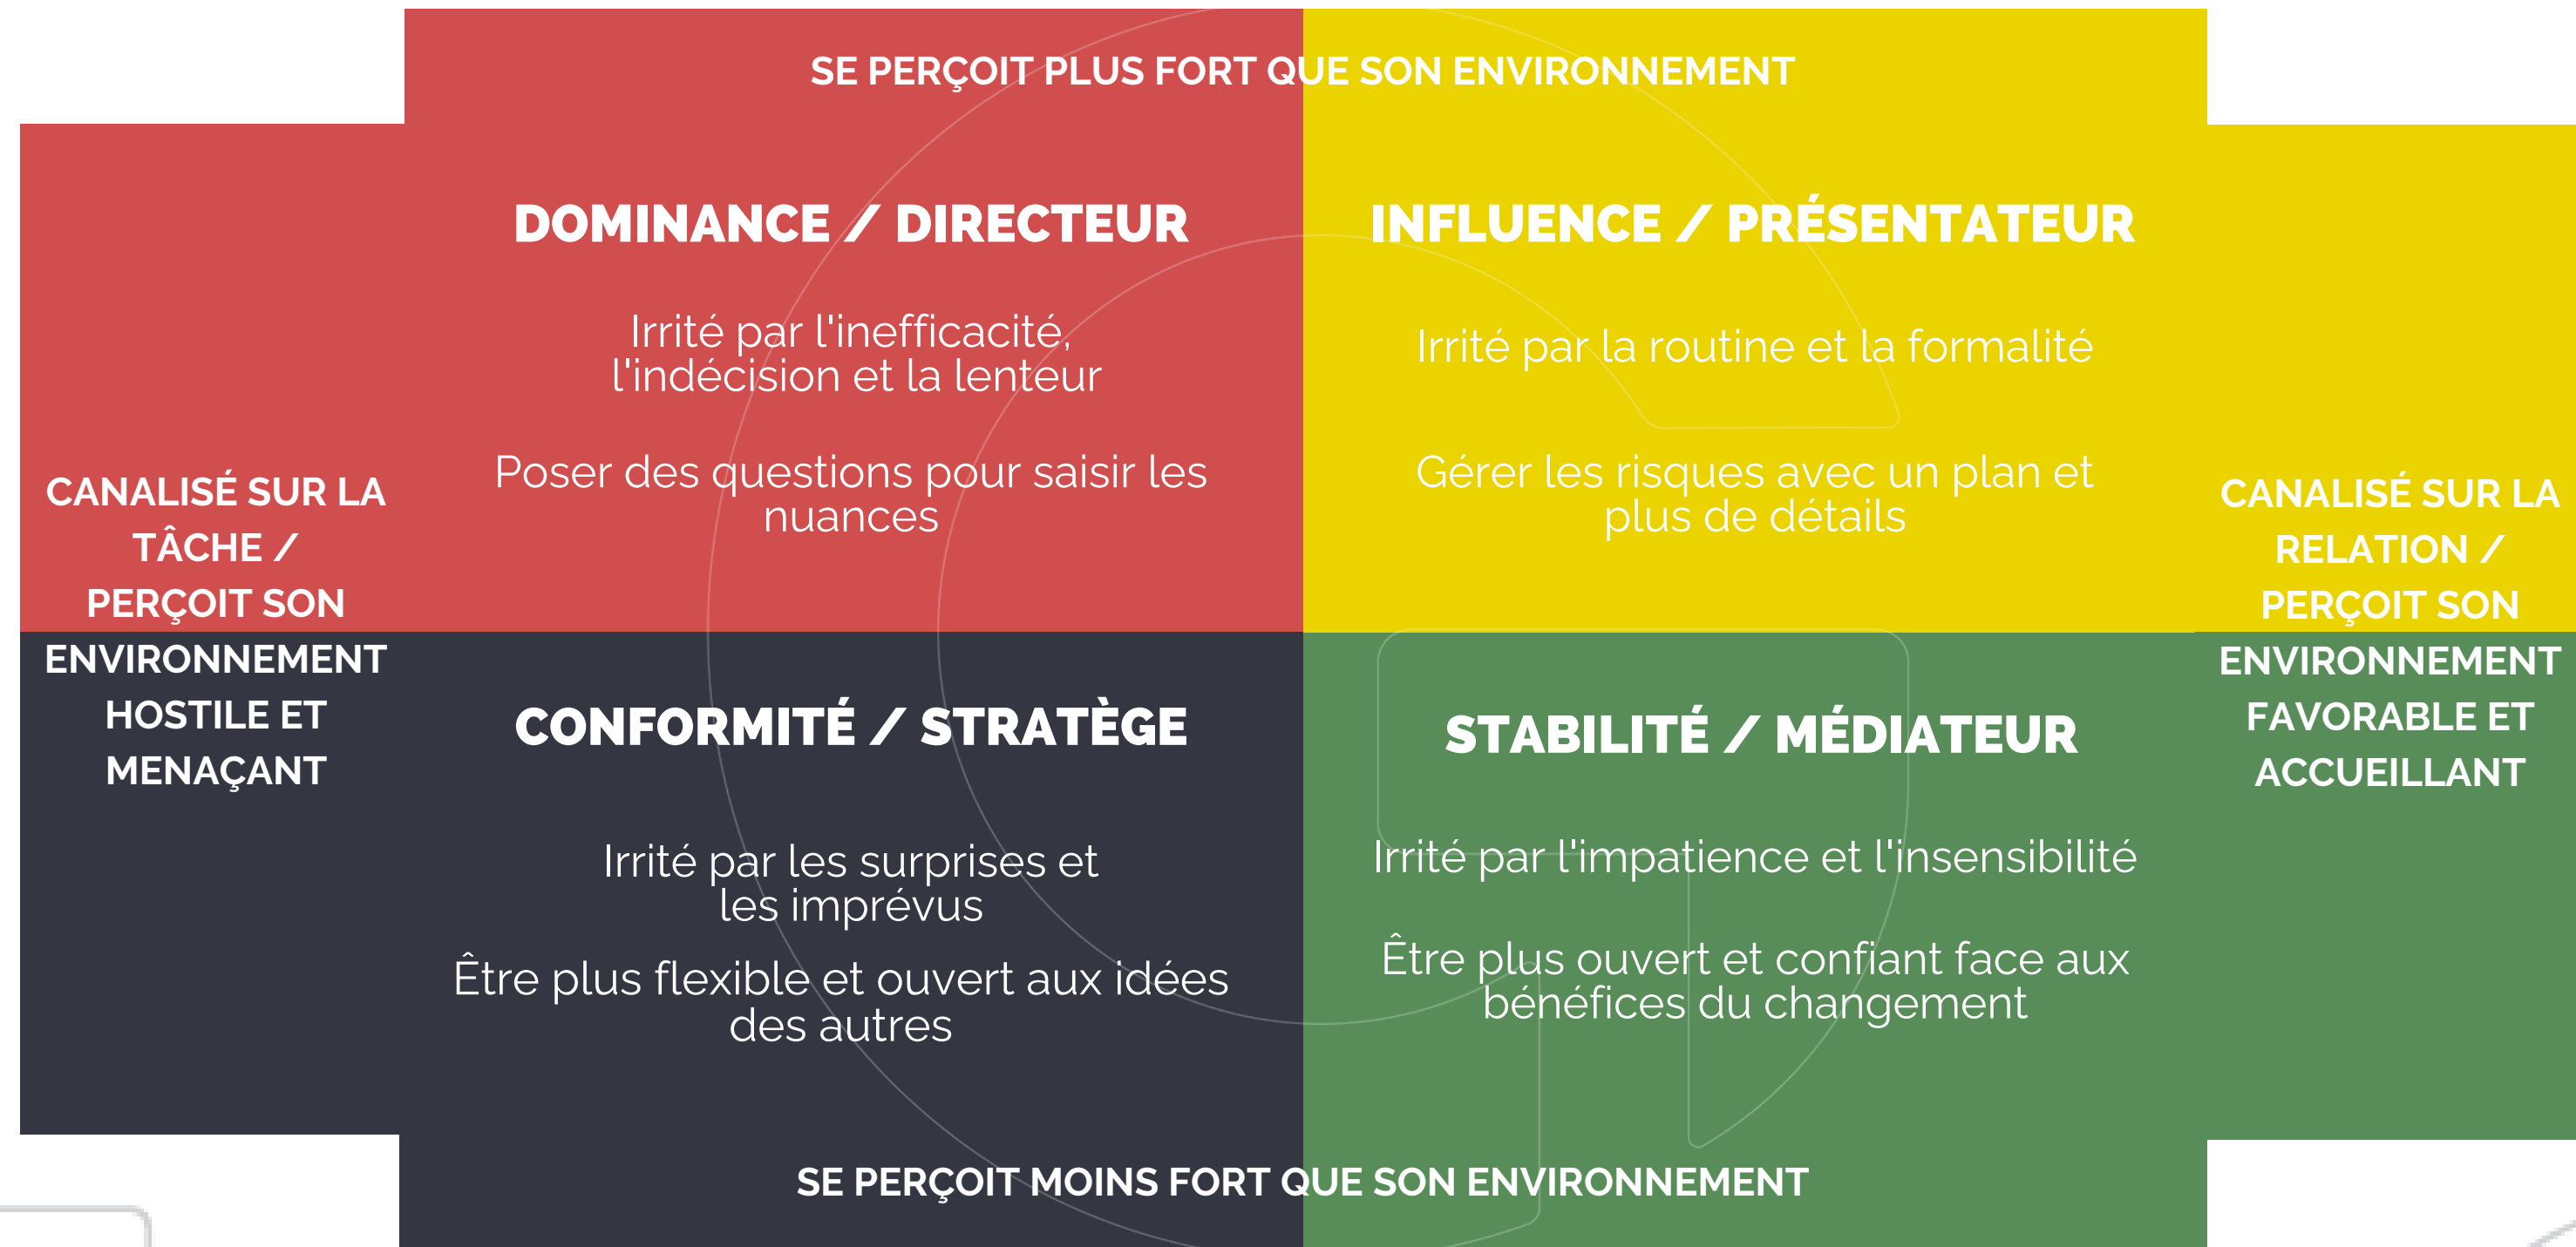 SE PERÇOIT PLUS FORT QUE SON ENVIRONNEMENT
DOMINANCE / DIRECTEUR
Irrité par l'inefficacité,
l'indécision et la lenteur
Poser des questions pour saisir les
nuances
INFLUENCE / PRÉSENTATEUR
Irrité par la routine et la formalité
Gérer les risques avec un plan et
plus de détails
CANALISÉ SUR LA
TÂCHE /
PERÇOIT SON
ENVIRONNEMENT
HOSTILE ET
MENAÇANT
CANALISÉ SUR LA
RELATION /
PERÇOIT SON
ENVIRONNEMENT
FAVORABLE ET
ACCUEILLANT
CONFORMITÉ / STRATÈGE
Irrité par les surprises et
les imprévus
Être plus flexible et ouvert aux idées
des autres
STABILITÉ / MÉDIATEUR
Irrité par l'impatience et l'insensibilité
Être plus ouvert et confiant face aux
bénéfices du changement
SE PERÇOIT MOINS FORT QUE SON ENVIRONNEMENT